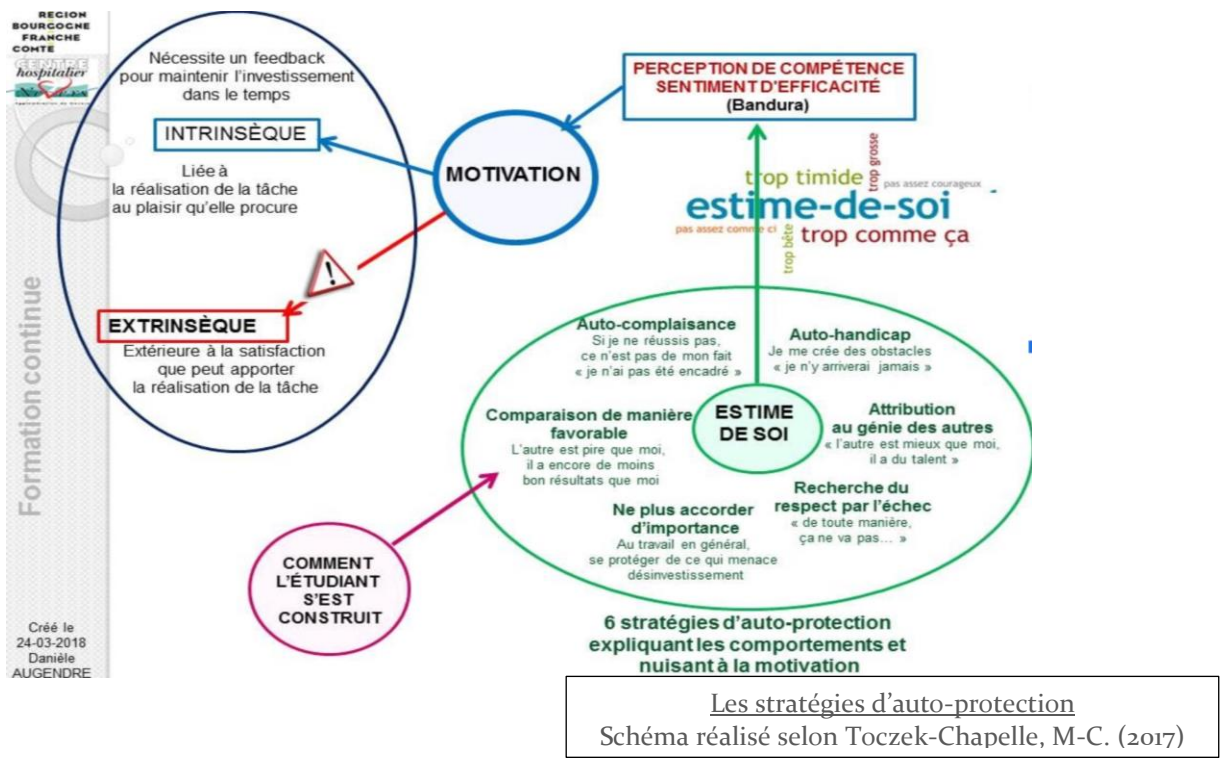 REGION
BOURGOGNE
FRANCHE
COMTE
CENTRE
hospitalier
Formation continue
Créé le
24-03-2018
Danièle
AUGENDRE
Nécessite un feedback
pour maintenir l'investissement
dans le temps
INTRINSÈQUE
Liée à
la réalisation de la tâche
au plaisir qu'elle procure
EXTRINSÈQUE
Extérieure à la satisfaction
que peut apporter
la réalisation de la tâche
!
MOTIVATION
PERCEPTION DE COMPÉTENCE
SENTIMENT D'EFFICACITÉ
(Bandura)
trop timide
trop grosse
pas assez courageux
estime-de-soi
pas assez comme ci
trop bête
trop comme ça
Auto-complaisance
Si je ne réussis pas,
ce n'est pas de mon fait
« je n'ai pas été encadré »
Auto-handicap
Je me crée des obstacles
« je n'y arriverai jamais »
Comparaison de manière
favorable
L'autre est pire que moi,
il a encore de moins
bon résultats que moi
ESTIME
DE SOI
Attribution
au génie des autres
« l'autre est mieux que moi,
il a du talent »
Recherche du
respect par l'échec
« de toute manière,
ça ne va pas... »
Ne plus accorder
d'importance
Au travail en général,
se protéger de ce qui menace
désinvestissement
COMMENT
L'ÉTUDIANT
S'EST
CONSTRUIT
6 stratégies d'auto-protection
expliquant les comportements et
nuisant à la motivation
Les stratégies d'auto-protection
Schéma réalisé selon Toczek-Chapelle, M-C. (2017)